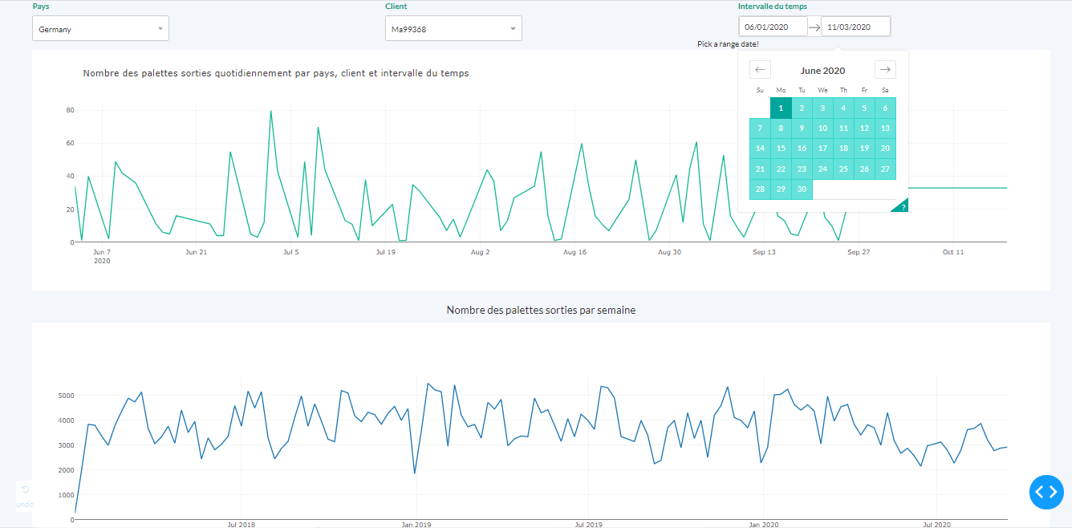 Pays
Client
Intervalle du temps
Germany
Ma99368
06/01/2020
11/03/2020
Pick a range date!
Nombre des palettes sorties quotidiennement par pays, client et intervalle du temps
June 2020
Su Mo Tu We Th Fr Sa
1 2 3 4 5 6
7 8 9 10 11 12 13
14 15 16 17 18 19 20
21 22 23 24 25 26 27
28 29 30
?
80
60
40
20
0
Jun 7
2020
Jun 21
Jul 5
Jul 19
Aug 2
Aug 16
Aug 30
Sep 13
Sep 27
Oct 11
Nombre des palettes sorties par semaine
5000
4000
3000
2000
1000
0
Jul 2018
Jan 2019
Jul 2019
Jan 2020
Jul 2020
undo